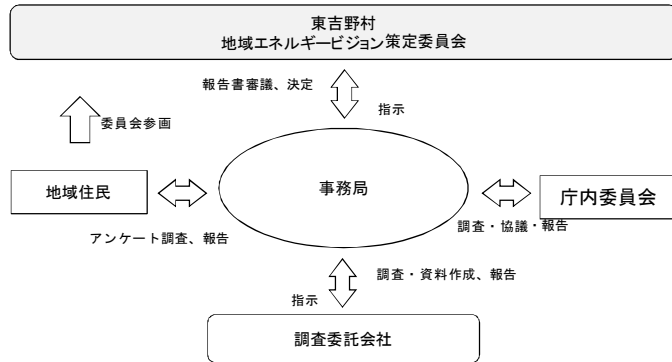 東吉野村
地域エネルギービジョン策定委員会
報告書審議、決定
指示
委員会参画
地域住民
事務局
庁内委員会
アンケート調査、報告
調査・協議・報告
調査・資料作成、報告
指示
調査委託会社